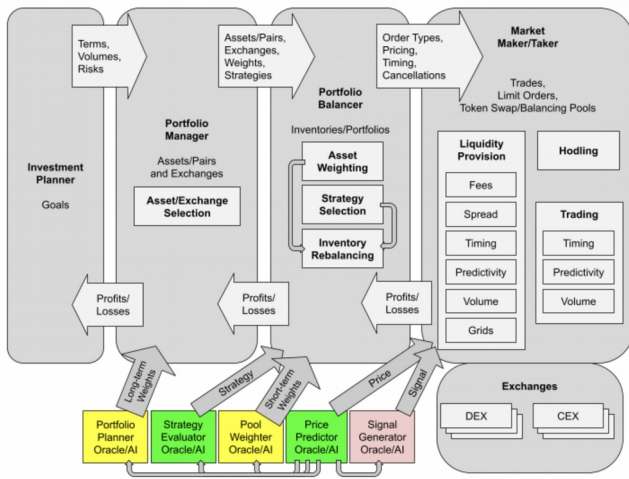 Terms,
Volumes,
Risks
Assets/Pairs,
Exchanges,
Weights,
Strategies
Order Types,
Pricing,
Timing,
Cancellations
Market
Maker/Taker
Trades,
Limit Orders,
Token Swap/Balancing Pools
Investment
Planner
Goals
Portfolio
Manager
Assets/Pairs
and Exchanges
Asset/Exchange
Selection
Portfolio
Balancer
Inventories/Portfolios
Asset
Weighting
Strategy
Selection
Inventory
Rebalancing
Liquidity
Provision
Fees
Spread
Timing
Predictivity
Volume
Grids
Hodling
Trading
Timing
Predictivity
Volume
Profits/
Losses
Profits/
Losses
Profits/
Losses
Long-term
Weights
Strategy
Short-term
Weights
Price
Signal
Portfolio
Planner
Oracle/AI
Strategy
Evaluator
Oracle/AI
Pool
Weighter
Oracle/AI
Price
Predictor
Oracle/AI
Signal
Generator
Oracle/AI
Exchanges
DEX
CEX